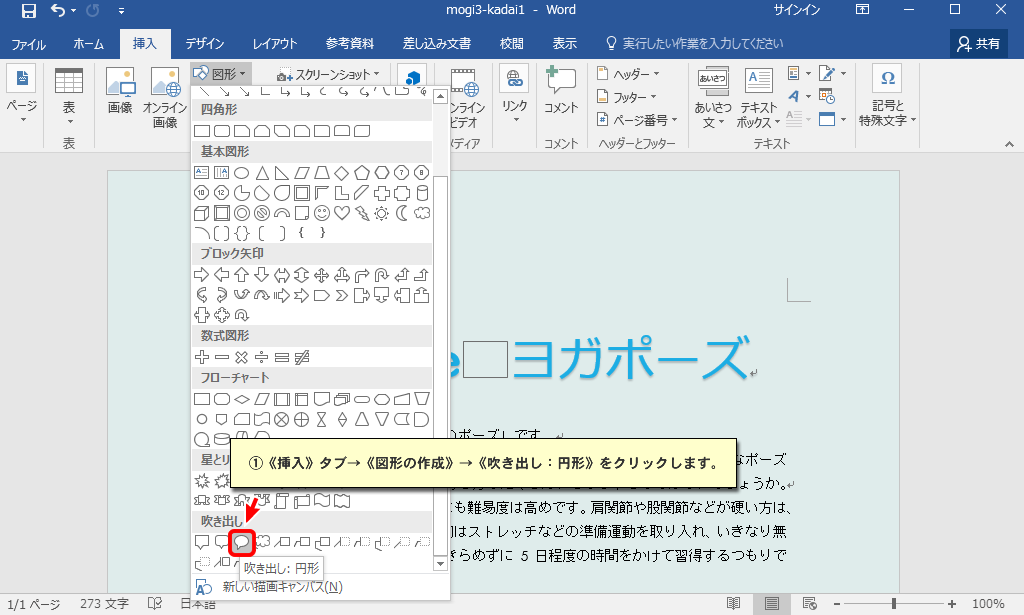 mogi3-kadai1 - Word
サインイン
ファイル ホーム 挿入 デザイン レイアウト 参考資料 差し込み文書 校閲 表示 実行したい作業を入力してください 共有
図形 スクリーンショット
ヘッダー
フッター
ページ番号
ページ
表
画像
オンライン
画像
ンライン
ビデオ
リンク
コメント
あいさつ
あいさつ
文
テキスト
ボックス
記号と
特殊文字
表
ディア
コメント
ヘッダーとフッター
テキスト
四角形
基本図形
ブロック矢印
数式図形
フローチャート
星とリ
吹き出し
吹き出し: 円形
新しい描画キャンバス(N)
e□ヨガポーズ
のポーズ」です。
①《挿入》タブ→《図形の作成》→《吹き出し：円形》をクリックします。
なポーズ
ょうか。
も難易度は高めです。肩関節や股関節などが硬い方は、
はストレッチなどの準備運動を取り入れ、いきなり無
きらめずに 5 日程度の時間をかけて習得するつもりで
1/1 ページ 273 文字 日本語 100%